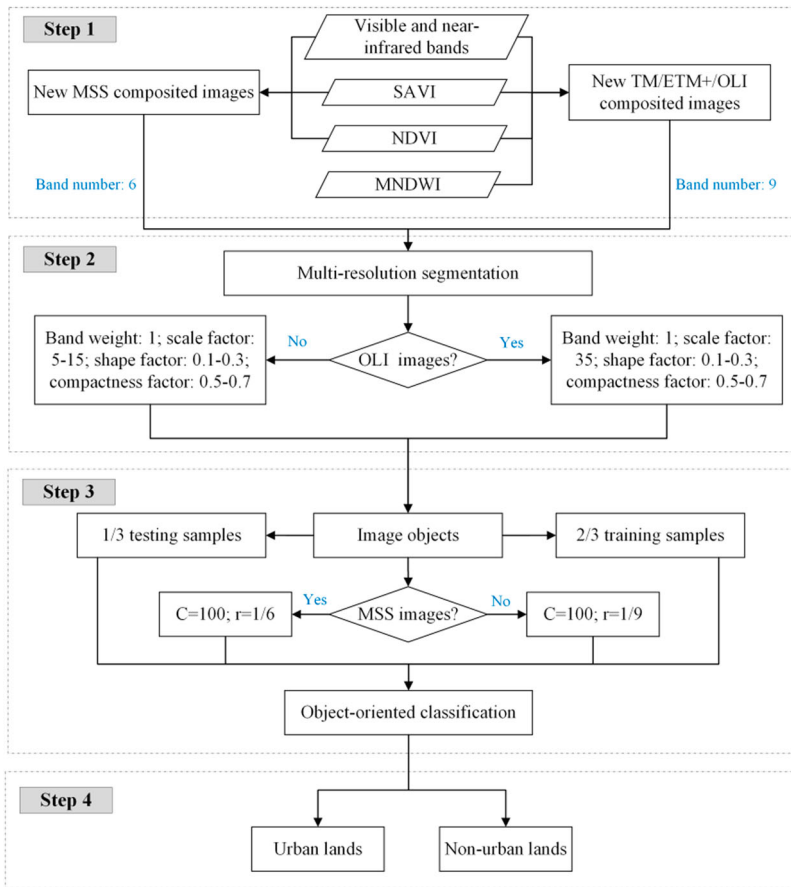 Step 1
Visible and near-
infrared bands
New MSS composited images
SAVI
New TM/ETM+/OLI
composited images
NDVI
MNDWI
Band number: 6
Band number: 9
Step 2
Multi-resolution segmentation
Band weight: 1; scale factor:
5-15; shape factor: 0.1-0.3;
compactness factor: 0.5-0.7
No
OLI images?
Yes
Band weight: 1; scale factor:
35; shape factor: 0.1-0.3;
compactness factor: 0.5-0.7
Step 3
1/3 testing samples
Image objects
2/3 training samples
C=100; r=1/6
Yes
MSS images?
No
C=100; r=1/9
Object-oriented classification
Step 4
Urban lands
Non-urban lands